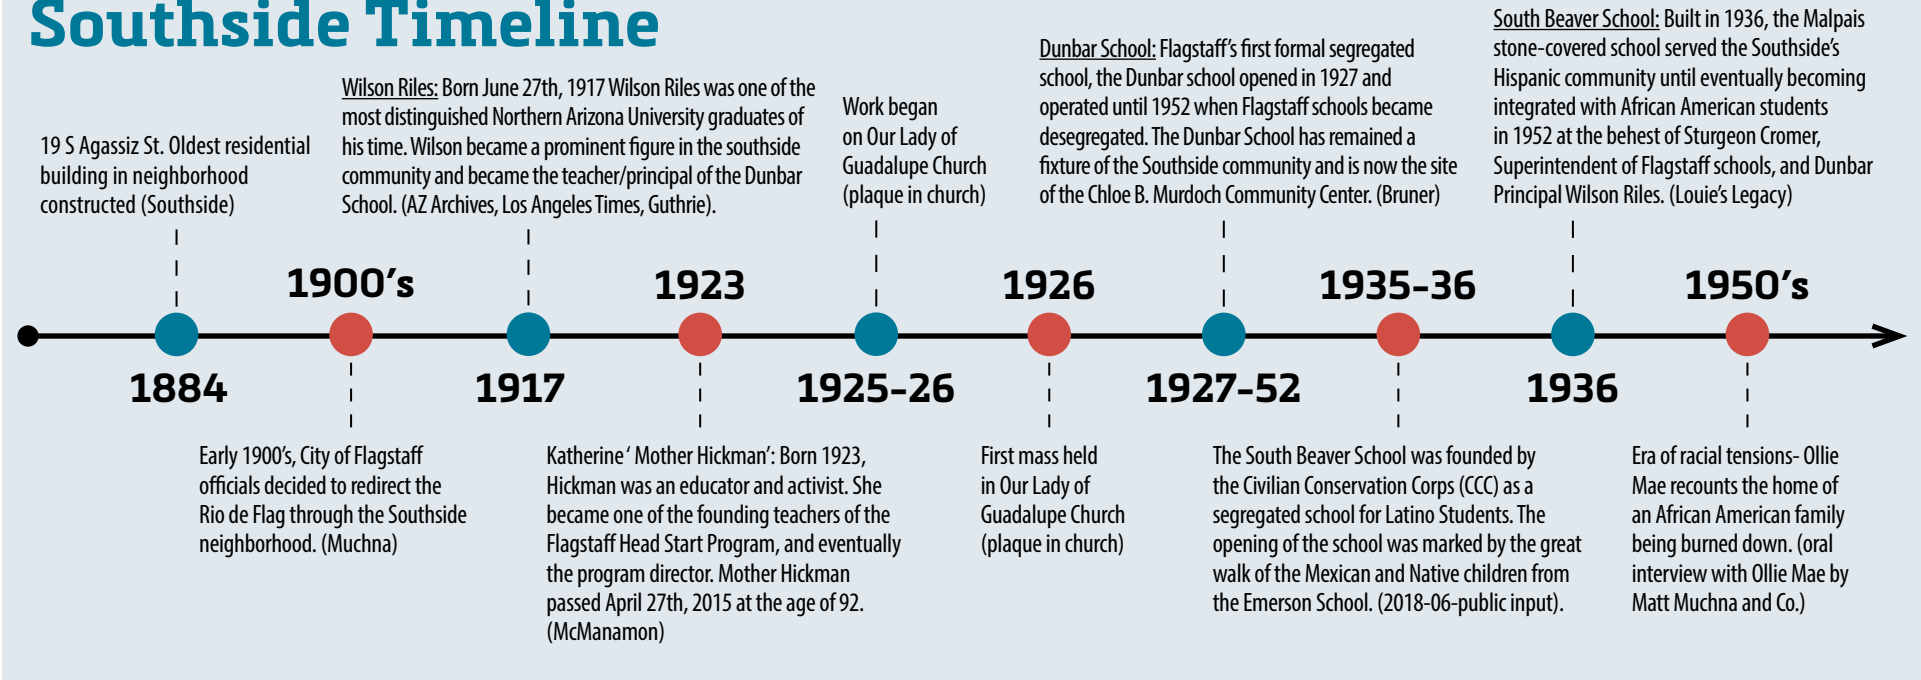 Southside Timeline
19 S Agassiz St. Oldest residential
building in neighborhood
constructed (Southside)
1884
1900's
Early 1900's, City of Flagstaff
officials decided to redirect the
Rio de Flag through the Southside
neighborhood. (Muchna)
Wilson Riles: Born June 27th, 1917 Wilson Riles was one of the
most distinguished Northern Arizona University graduates of
his time. Wilson became a prominent figure in the southside
community and became the teacher/principal of the Dunbar
School. (AZ Archives, Los Angeles Times, Guthrie).
1917
1923
Katherine ‘ Mother Hickman’: Born 1923,
Hickman was an educator and activist. She
became one of the founding teachers of the
Flagstaff Head Start Program, and eventually
the program director. Mother Hickman
passed April 27th, 2015 at the age of 92.
(McManamon)
Work began
on Our Lady of
Guadalupe Church
(plaque in church)
1925-26
1926
First mass held
in Our Lady of
Guadalupe Church
(plaque in church)
Dunbar School: Flagstaff’s first formal segregated
school, the Dunbar school opened in 1927 and
operated until 1952 when Flagstaff schools became
desegregated. The Dunbar School has remained a
fixture of the Southside community and is now the site
of the Chloe B. Murdoch Community Center. (Bruner)
1927-52
1935-36
The South Beaver School was founded by
the Civilian Conservation Corps (CCC) as a
segregated school for Latino Students. The
opening of the school was marked by the great
walk of the Mexican and Native children from
the Emerson School. (2018-06-public input).
South Beaver School: Built in 1936, the Malpais
stone-covered school served the Southside’s
Hispanic community until eventually becoming
integrated with African American students
in 1952 at the behest of Sturgeon Cromer,
Superintendent of Flagstaff schools, and Dunbar
Principal Wilson Riles. (Louie’s Legacy)
1936
1950's
Era of racial tensions- Ollie
Mae recounts the home of
an African American family
being burned down. (oral
interview with Ollie Mae by
Matt Muchna and Co.)